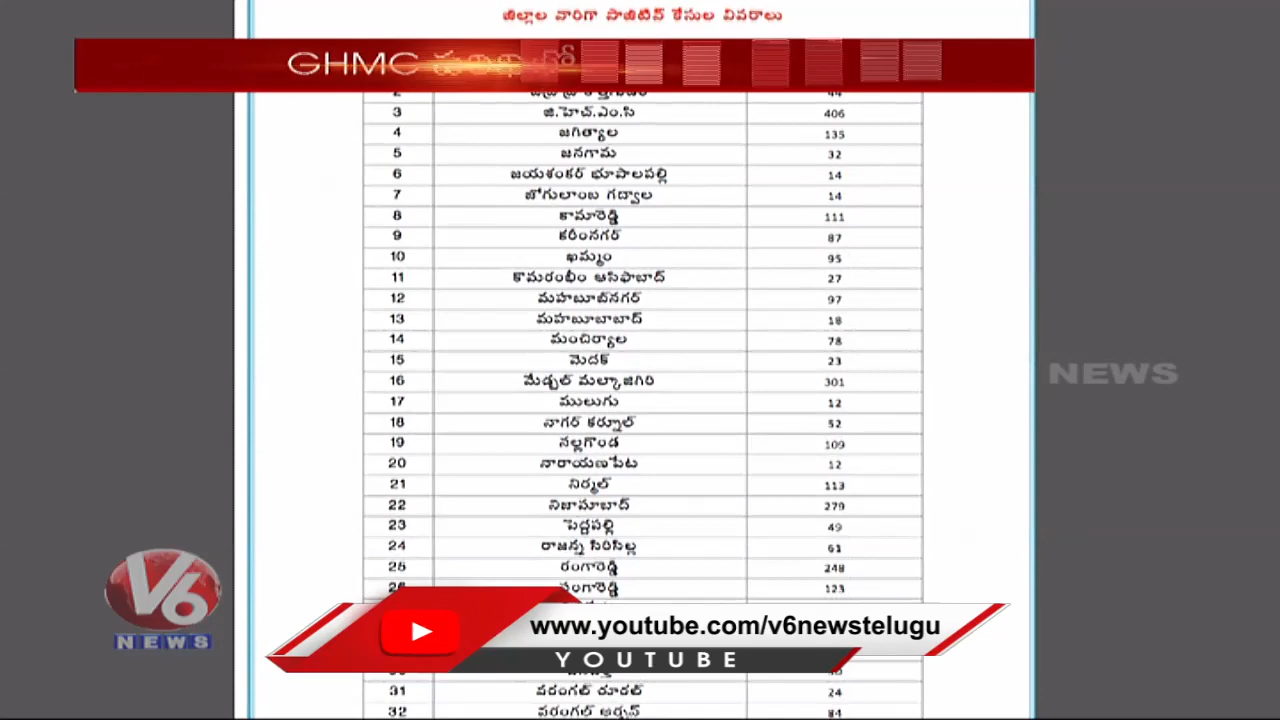 జిల్లాల వారీగా పాజిటివ్ కేసుల వివరాలు
GHMC
3 జి.హెచ్.ఎం.సి 406
4 జగిత్యాల 135
5 జనగామ 32
6 జయశంకర్ భూపాలపల్లి 14
7 జోగులాంబ గద్వాల 14
8 కామారెడ్డి 111
9 కరీంనగర్ 87
10 ఖమ్మం 95
11 కొమరంభీం ఆసిఫాబాద్ 27
12 మహబూబ్‌నగర్ 97
13 మహబూబాబాద్ 18
14 మంచిర్యాల 78
15 మెదక్ 23
16 మేడ్చల్ మల్కాజిగిరి 301
17 ములుగు 12
18 నాగర్ కర్నూల్ 52
19 నల్లగొండ 109
20 నారాయణపేట 12
21 నిర్మల్ 113
22 నిజామాబాద్ 279
23 పెద్దపల్లి 49
24 రాజన్న సిరిసిల్ల 61
25 రంగారెడ్డి 248
26 సంగారెడ్డి 123
31 వరంగల్ రూరల్ 24
32 వరంగల్ అర్బన్ 84
NEWS
V6
NEWS
www.youtube.com/v6newstelugu
YOUTUBE